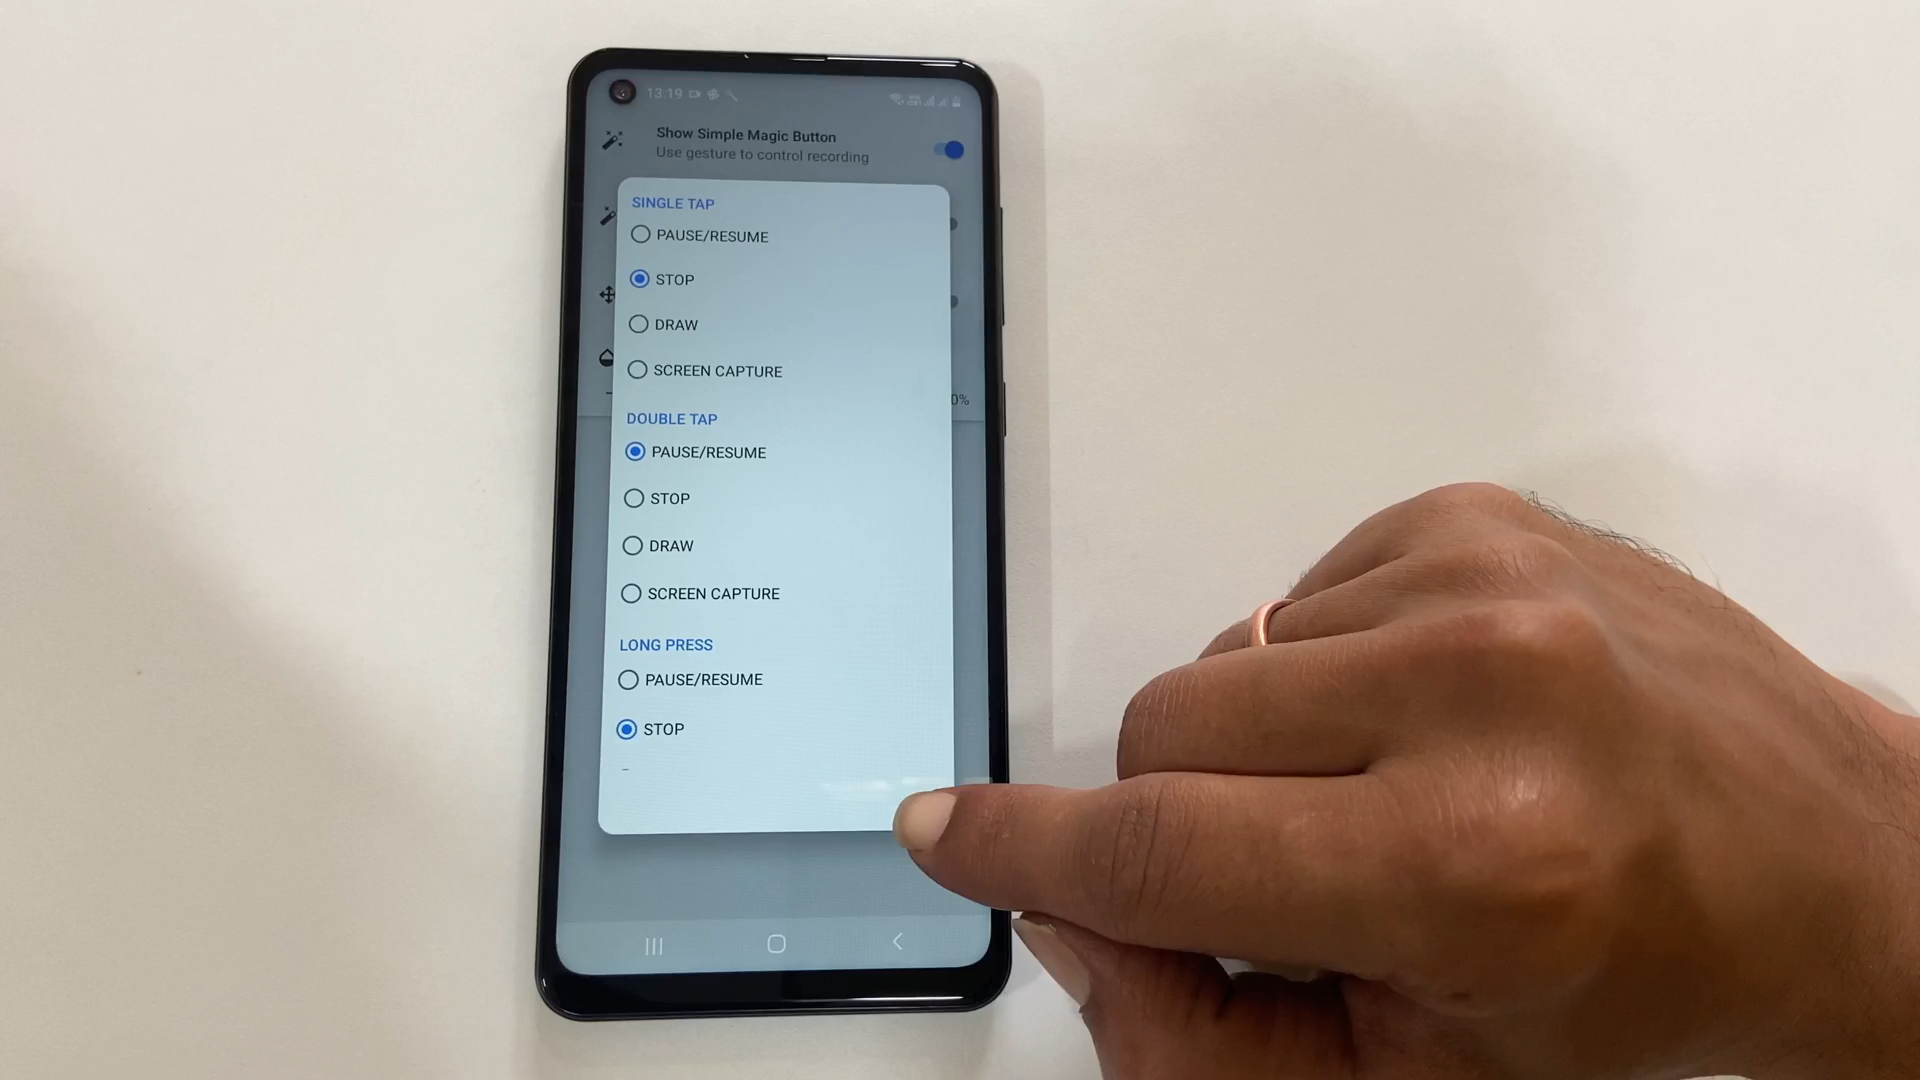 13:19
Show Simple Magic Button
Use gesture to control recording
SINGLE TAP
PAUSE/RESUME
STOP
DRAW
SCREEN CAPTURE
0%
DOUBLE TAP
PAUSE/RESUME
STOP
DRAW
SCREEN CAPTURE
LONG PRESS
PAUSE/RESUME
STOP